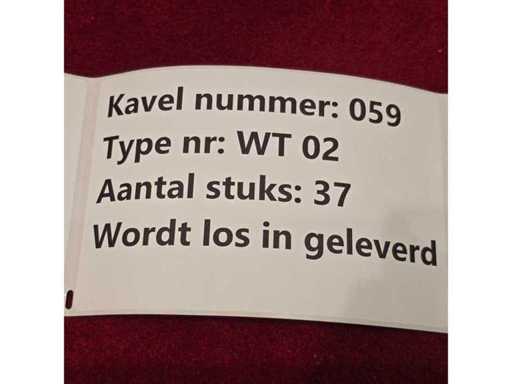 Kavel nummer: 059
Type nr: WT 02
Aantal stuks: 37
Wordt los in geleverd